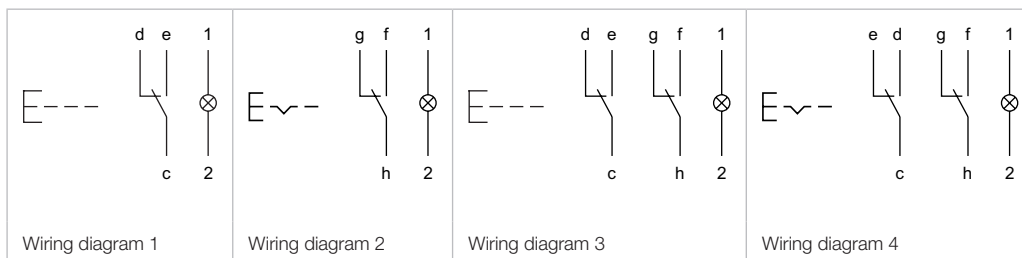 d e 1
c 2
Wiring diagram 1
g f 1
h 2
Wiring diagram 2
d e g f 1
c h 2
Wiring diagram 3
e d g f 1
c h 2
Wiring diagram 4